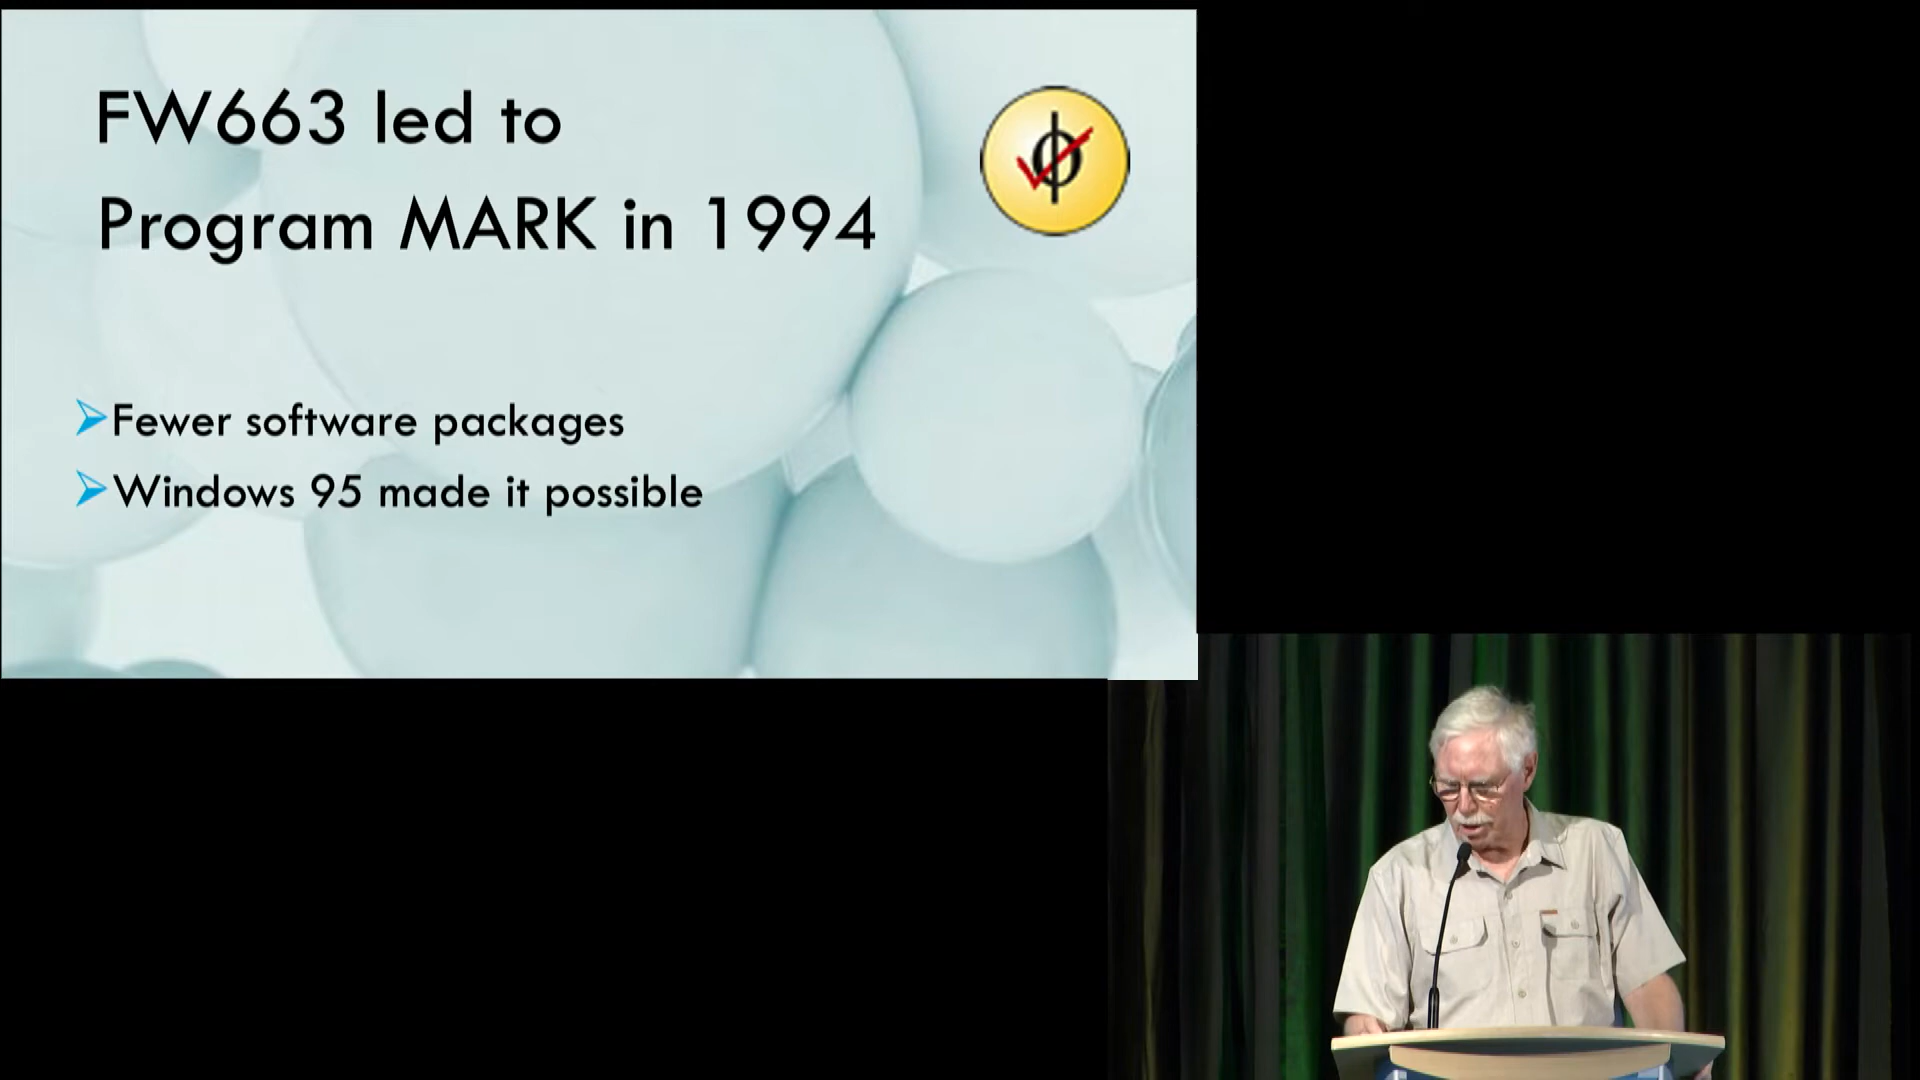 FW663 led to
Program MARK in 1994
Fewer software packages
Windows 95 made it possible